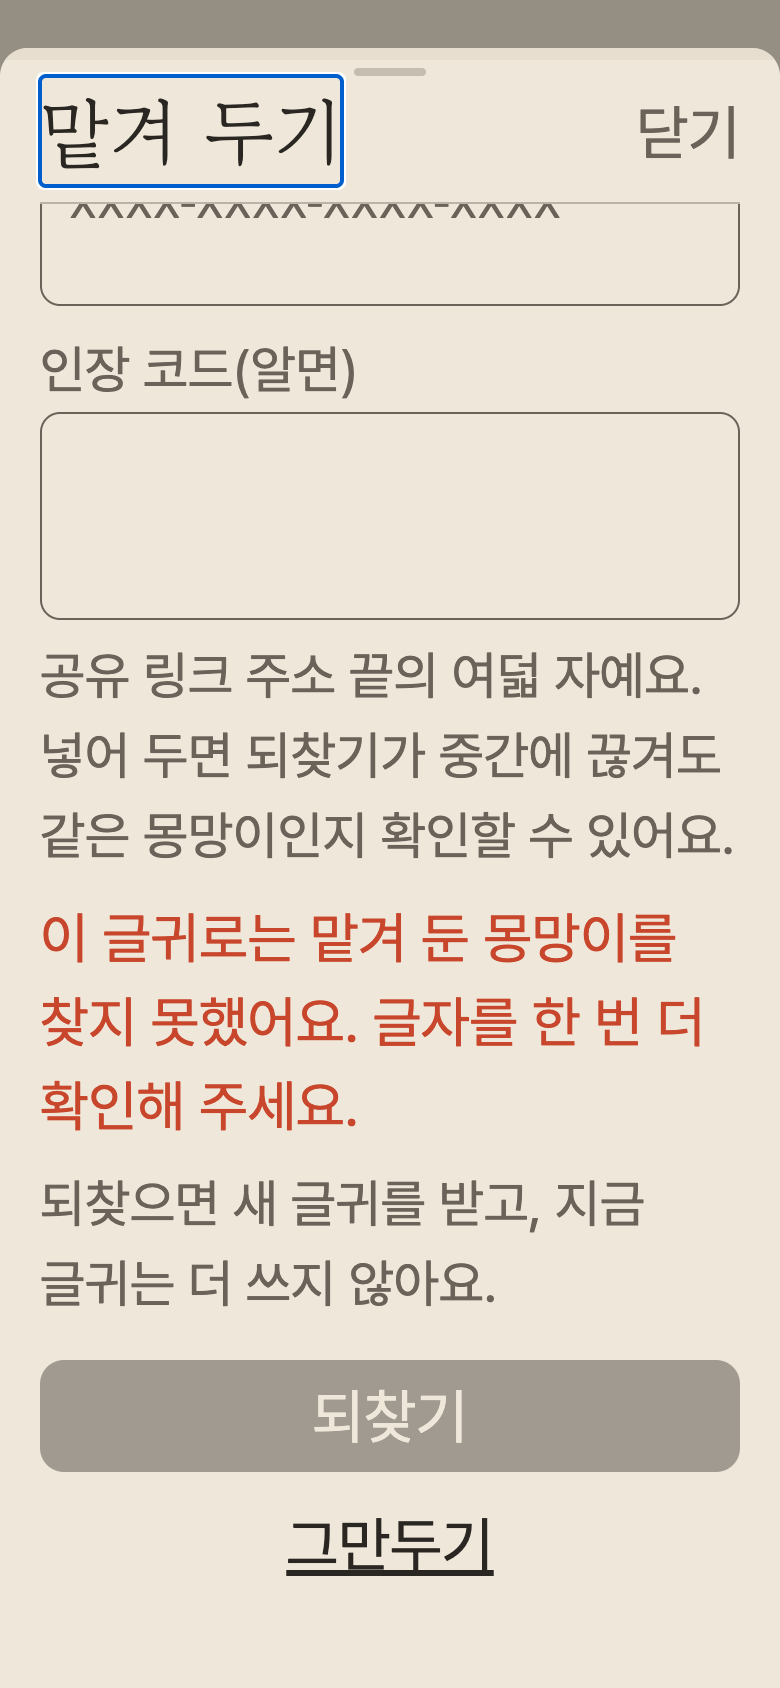 맡겨 두기
닫기
인장 코드(알면)
공유 링크 주소 끝의 여덟 자예요.
넣어 두면 되찾기가 중간에 끊겨도
같은 몽망이인지 확인할 수 있어요.
이 글귀로는 맡겨 둔 몽망이를
찾지 못했어요. 글자를 한 번 더
확인해 주세요.
되찾으면 새 글귀를 받고, 지금
글귀는 더 쓰지 않아요.
되찾기
그만두기